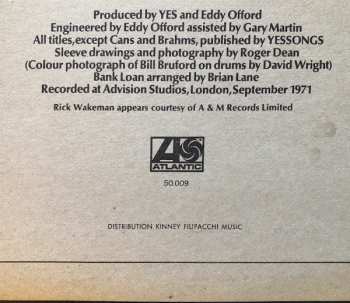 Produced by YES and Eddy Offord
Engineered by Eddy Offord assisted by Gary Martin
All titles, except Cans and Brahms, published by YESSONGS
Sleeve drawings and photography by Roger Dean
(Colour photograph of Bill Bruford on drums by David Wright)
Bank Loan arranged by Brian Lane
Recorded at Advision Studios, London, September 1971
Rick Wakeman appears courtesy of A & M Records Limited
ATLANTIC
50.009
DISTRIBUTION KINNEY FILIPACCHI MUSIC